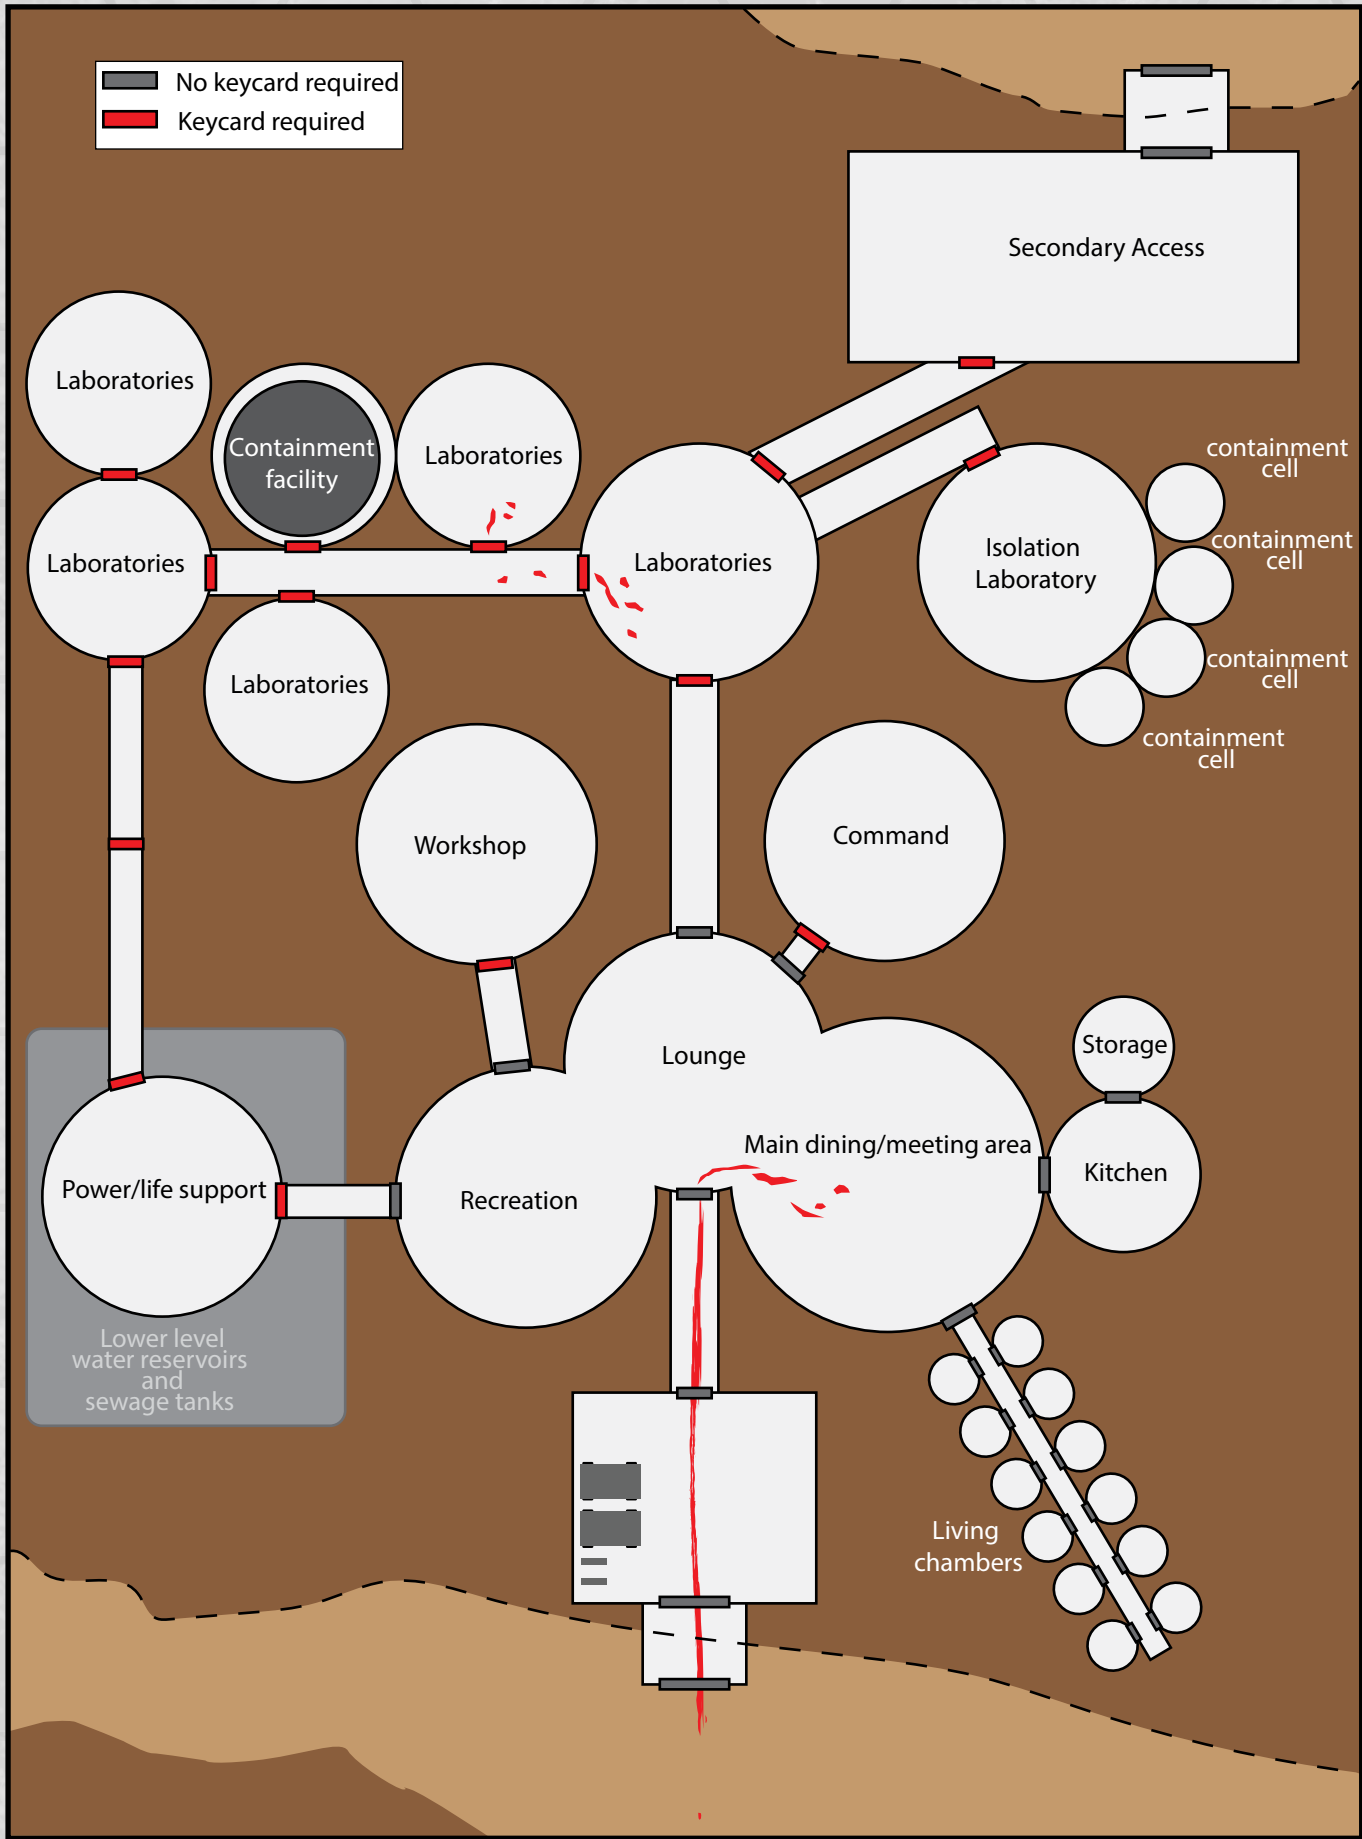 No keycard required
Keycard required
Secondary Access
Laboratories
Containment
facility
Laboratories
containment
cell
Laboratories
Laboratories
Isolation
Laboratory
containment
cell
Laboratories
containment
cell
containment
cell
Workshop
Command
Lounge
Storage
Main dining/meeting area
Kitchen
Power/life support
Recreation
Lower level
water reservoirs
and
sewage tanks
Living
chambers